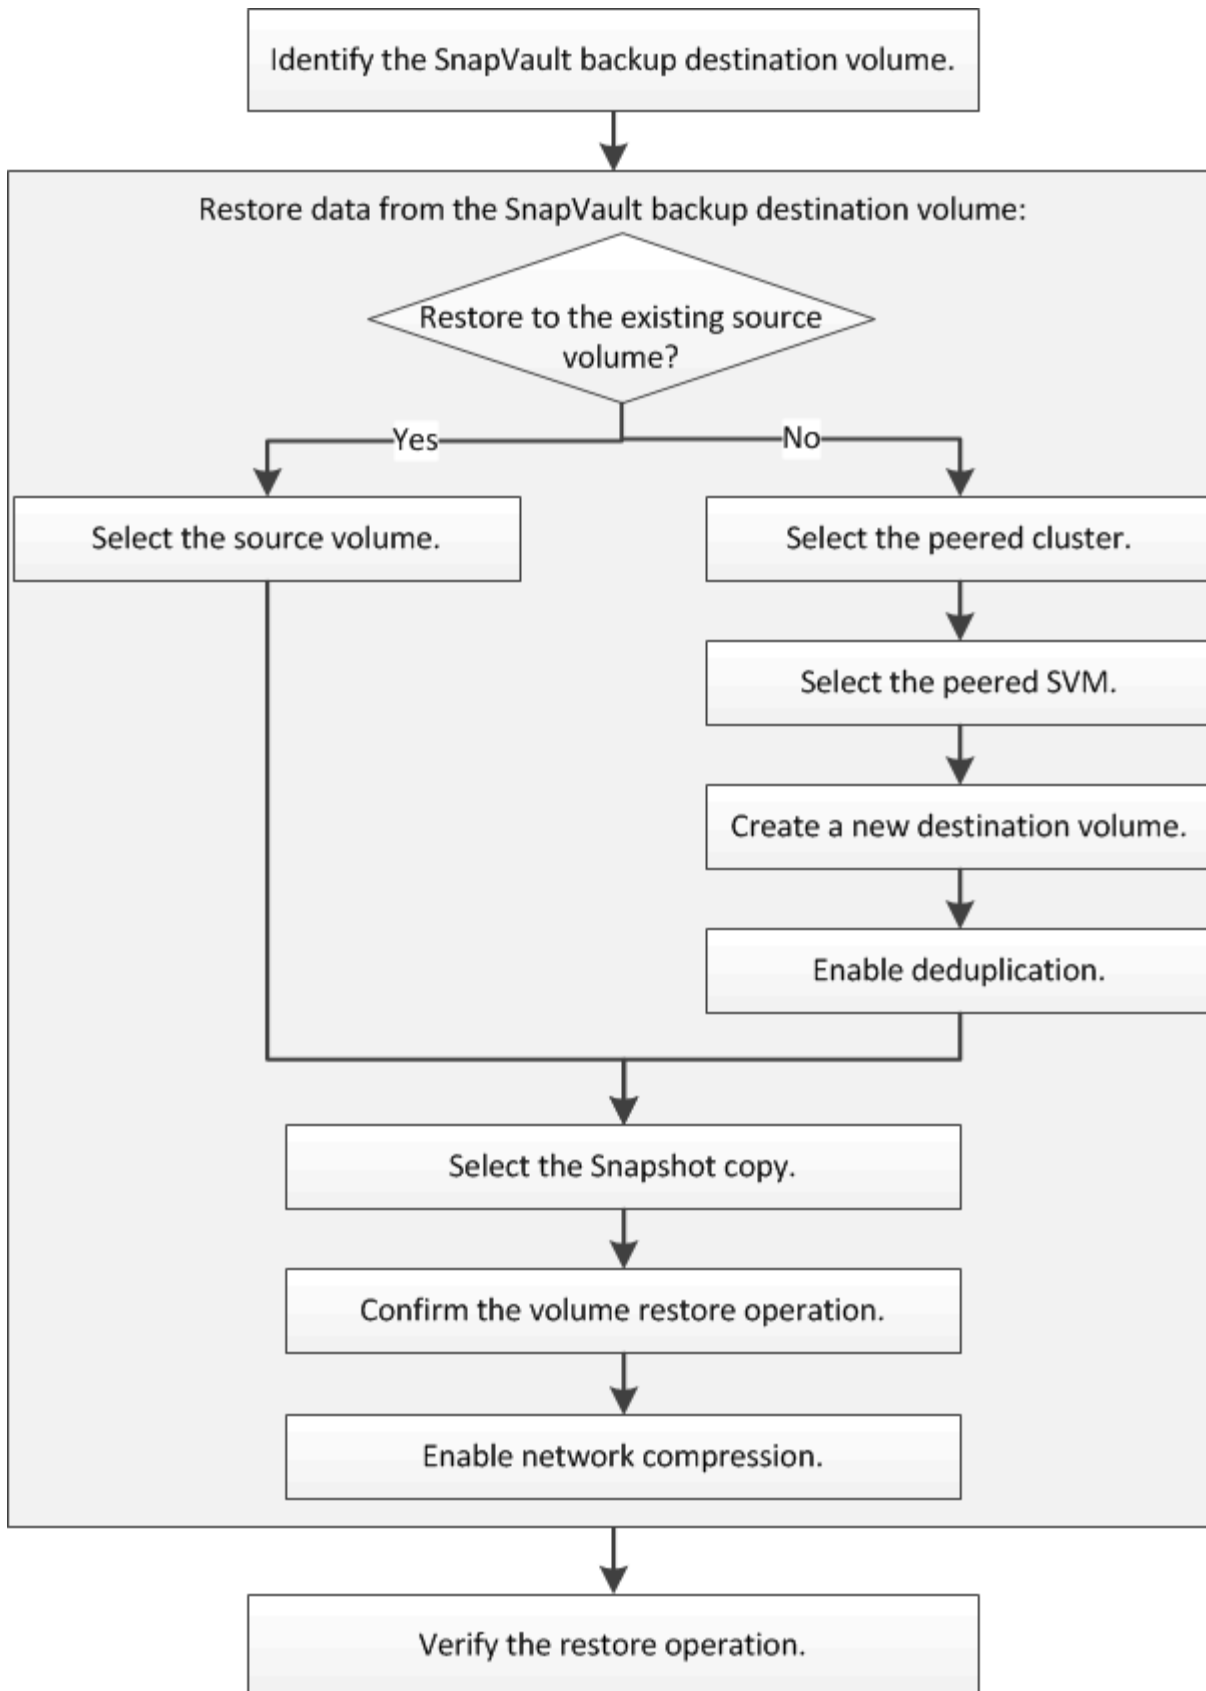 Identify the SnapVault backup destination volume.
Restore data from the SnapVault backup destination volume:
Restore to the existing source
volume?
Yes
No
Select the source volume.
Select the peered cluster.
Select the peered SVM.
Create a new destination volume.
Enable deduplication.
Select the Snapshot copy.
Confirm the volume restore operation.
Enable network compression.
Verify the restore operation.